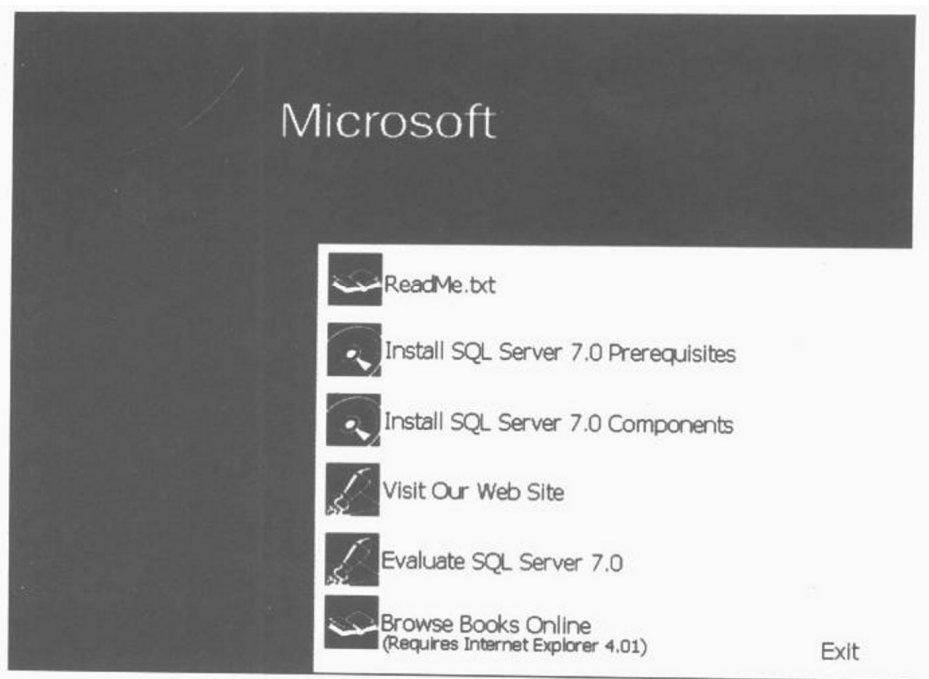 Microsoft
ReadMe.txt
Install SQL Server 7.0 Prerequisites
Install SQL Server 7.0 Components
Visit Our Web Site
Evaluate SQL Server 7.0
Browse Books Online
(Requires Internet Explorer 4.01)
Exit